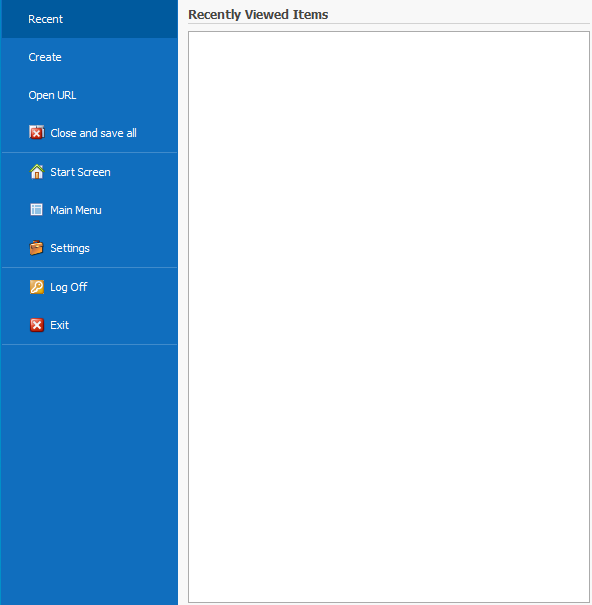 Recent
Create
Open URL
Close and save all
Start Screen
Main Menu
Settings
Log Off
Exit
Recently Viewed Items